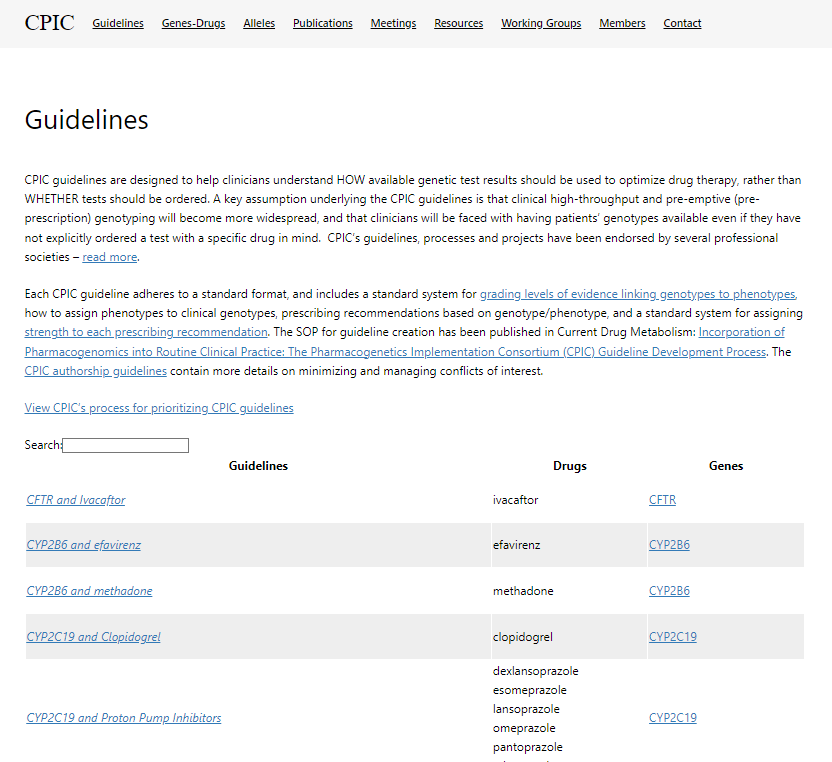 CPIC Guidelines Genes-Drugs Alleles Publications Meetings Resources Working Groups Members Contact
Guidelines
CPIC guidelines are designed to help clinicians understand HOW available genetic test results should be used to optimize drug therapy, rather than
WHETHER tests should be ordered. A key assumption underlying the CPIC guidelines is that clinical high-throughput and pre-emptive (pre-
prescription) genotyping will become more widespread, and that clinicians will be faced with having patients’ genotypes available even if they have
not explicitly ordered a test with a specific drug in mind.  CPIC’s guidelines, processes and projects have been endorsed by several professional
societies – read more.
Each CPIC guideline adheres to a standard format, and includes a standard system for grading levels of evidence linking genotypes to phenotypes,
how to assign phenotypes to clinical genotypes, prescribing recommendations based on genotype/phenotype, and a standard system for assigning
strength to each prescribing recommendation. The SOP for guideline creation has been published in Current Drug Metabolism: Incorporation of
Pharmacogenomics into Routine Clinical Practice: The Pharmacogenetics Implementation Consortium (CPIC) Guideline Development Process. The
CPIC authorship guidelines contain more details on minimizing and managing conflicts of interest.
View CPIC’s process for prioritizing CPIC guidelines
Search:
Guidelines Drugs Genes
CFTR and Ivacaftor ivacaftor CFTR
CYP2B6 and efavirenz efavirenz CYP2B6
CYP2B6 and methadone methadone CYP2B6
CYP2C19 and Clopidogrel clopidogrel CYP2C19
dexlansoprazole
esomeprazole
lansoprazole
CYP2C19 and Proton Pump Inhibitors CYP2C19
omeprazole
pantoprazole